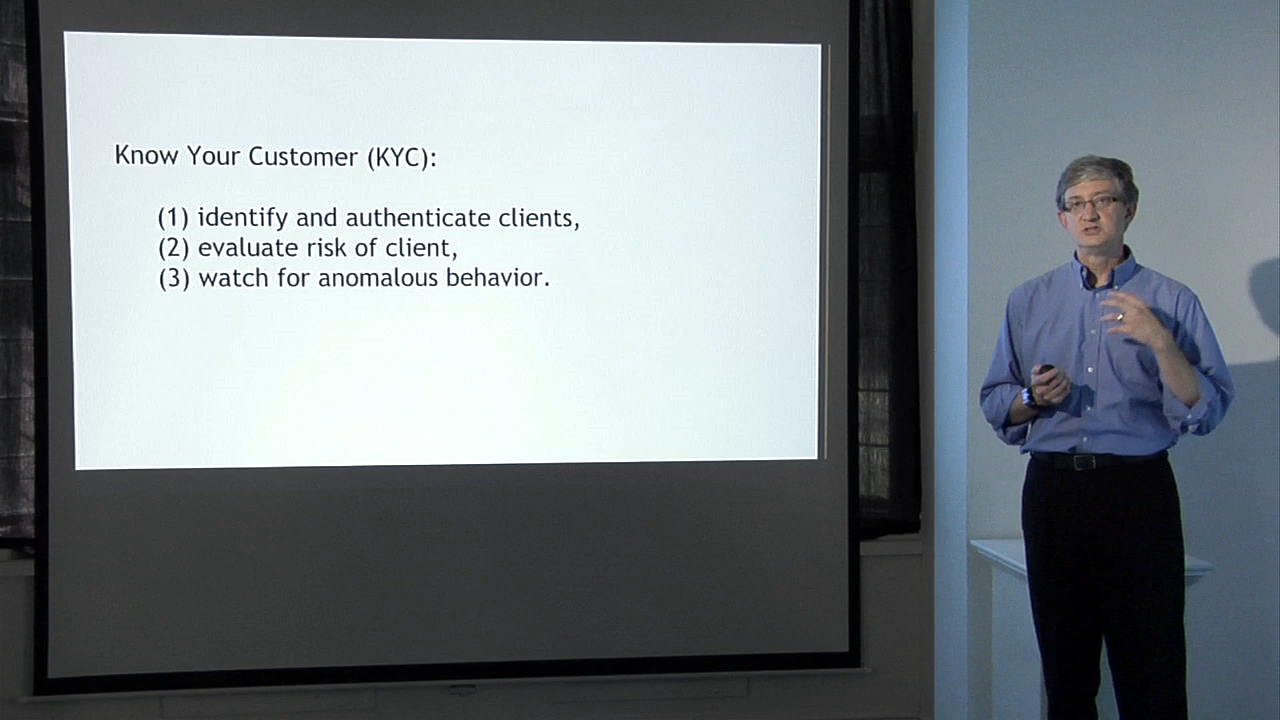 Know Your Customer (KYC):
(1) identify and authenticate clients,
(2) evaluate risk of client,
(3) watch for anomalous behavior.